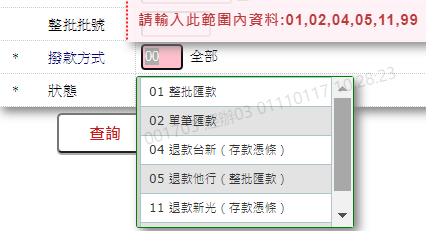 整批批號
請輸入此範圍內資料:01,02,04,05,11,99
* 撥款方式 00 全部
* 狀態
01 整批匯款
02 單筆匯款
04 退款台新(存款憑條)
05 退款他行(整批匯款)
11 退款新光(存款憑條)
查詢